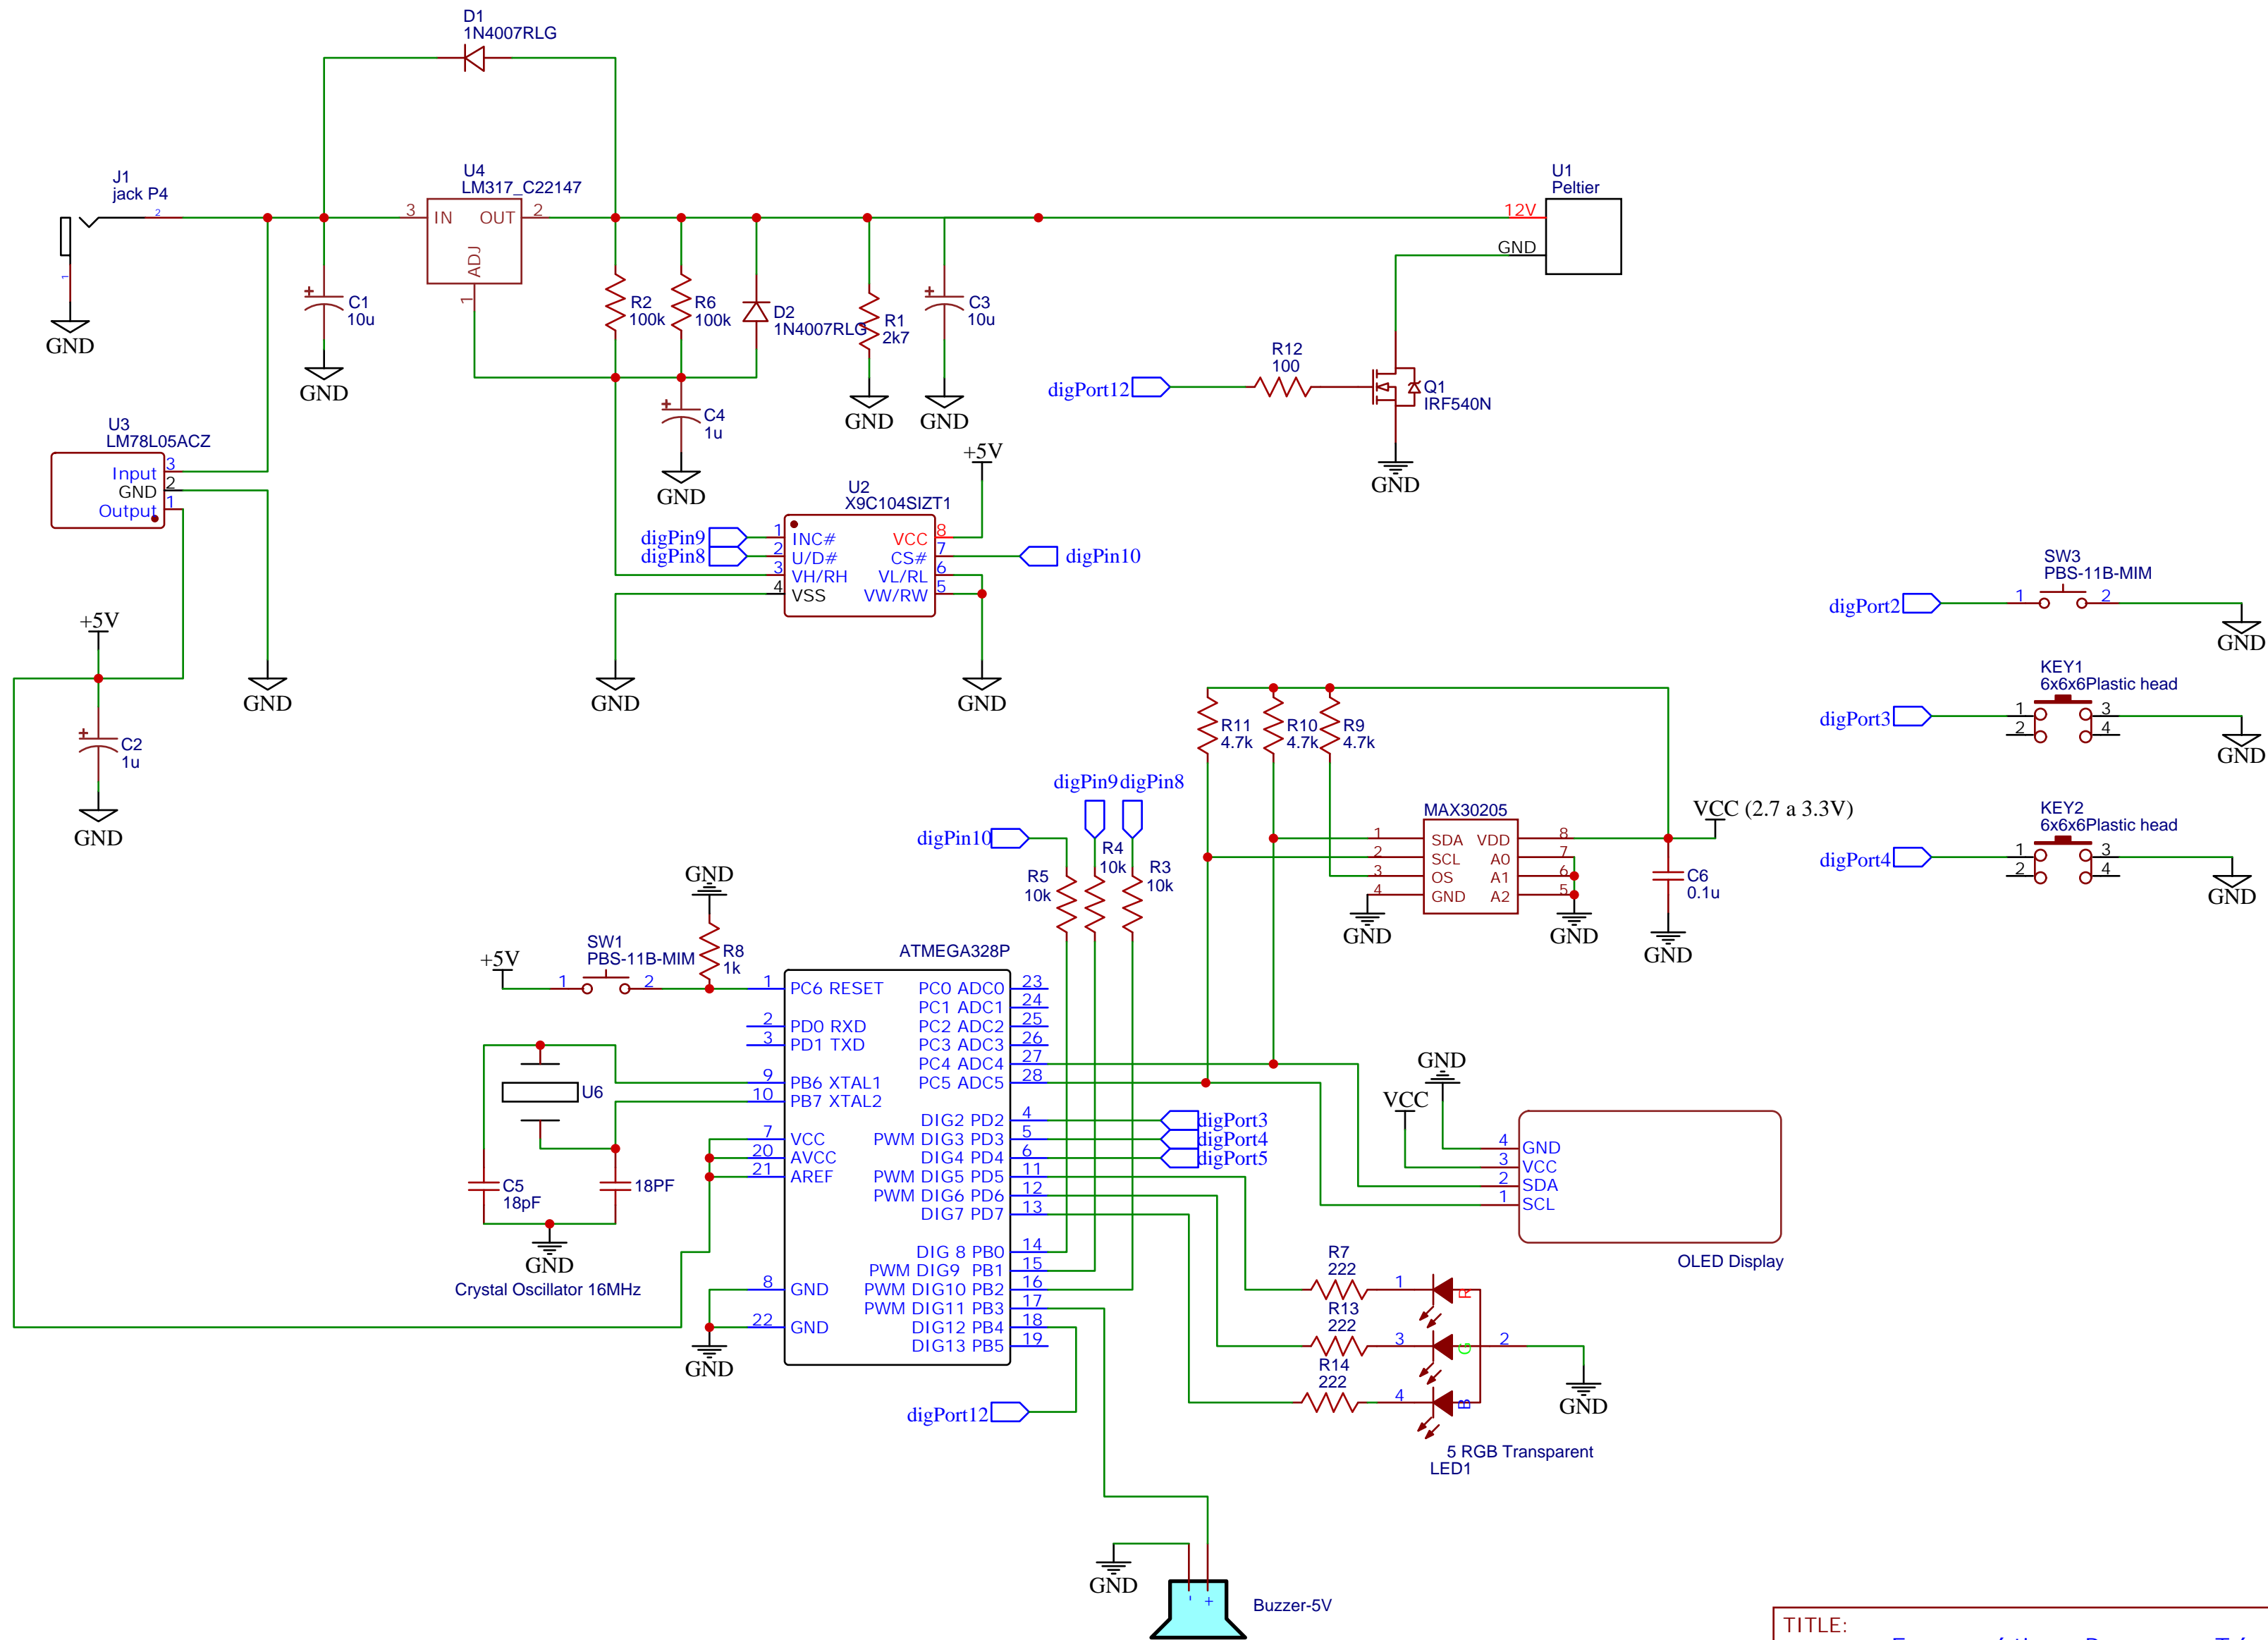 D1
1N4007RLG
J1
jack P4
2
1
GND
U4
LM317_C22147
3
IN
OUT
2
ADJ
1
C1
10u
GND
R2
100k
R6
100k
D2
1N4007RLG
R1
2k7
GND
C3
10u
GND
C4
1u
GND
U1
Peltier
12V
GND
digPort12
R12
100
Q1
IRF540N
GND
U3
LM78L05ACZ
Input
GND
Output
3
2
1
GND
+5V
C2
1u
GND
+5V
U2
X9C104SIZT1
digPin9
digPin8
1
2
3
4
INC#
U/D#
VH/RH
VSS
VCC
CS#
VL/RL
VW/RW
8
7
6
5
digPin10
GND
GND
SW3
PBS-11B-MIM
digPort2
1
2
GND
KEY1
6x6x6Plastic head
digPort3
1
2
3
4
GND
KEY2
6x6x6Plastic head
digPort4
1
2
3
4
GND
R11
4.7k
R10
4.7k
R9
4.7k
MAX30205
1
2
3
4
SDA
SCL
OS
GND
VDD
A0
A1
A2
8
7
6
5
GND
GND
VCC (2.7 a 3.3V)
C6
0.1u
GND
digPin9
digPin8
digPin10
R5
10k
R4
10k
R3
10k
GND
R8
1k
+5V
SW1
PBS-11B-MIM
1
2
ATMEGA328P
1 PC6 RESET
2 PD0 RXD
3 PD1 TXD
9 PB6 XTAL1
10 PB7 XTAL2
7 VCC
20 AVCC
21 AREF
8 GND
22 GND
PC0 ADC0 23
PC1 ADC1 24
PC2 ADC2 25
PC3 ADC3 26
PC4 ADC4 27
PC5 ADC5 28
DIG2 PD2 4
PWM DIG3 PD3 5
DIG4 PD4 6
PWM DIG5 PD5 11
PWM DIG6 PD6 12
DIG7 PD7 13
DIG 8 PB0 14
PWM DIG9 PB1 15
PWM DIG10 PB2 16
PWM DIG11 PB3 17
DIG12 PB4 18
DIG13 PB5 19
U6
C5
18pF
18PF
GND
Crystal Oscillator 16MHz
GND
digPort3
digPort4
digPort5
digPort12
GND
VCC
4 GND
3 VCC
2 SDA
1 SCL
OLED Display
R7
222
R13
222
R14
222
1
3
4
R
G
B
2
GND
5 RGB Transparent
LED1
GND
- +
Buzzer-5V
TITLE: